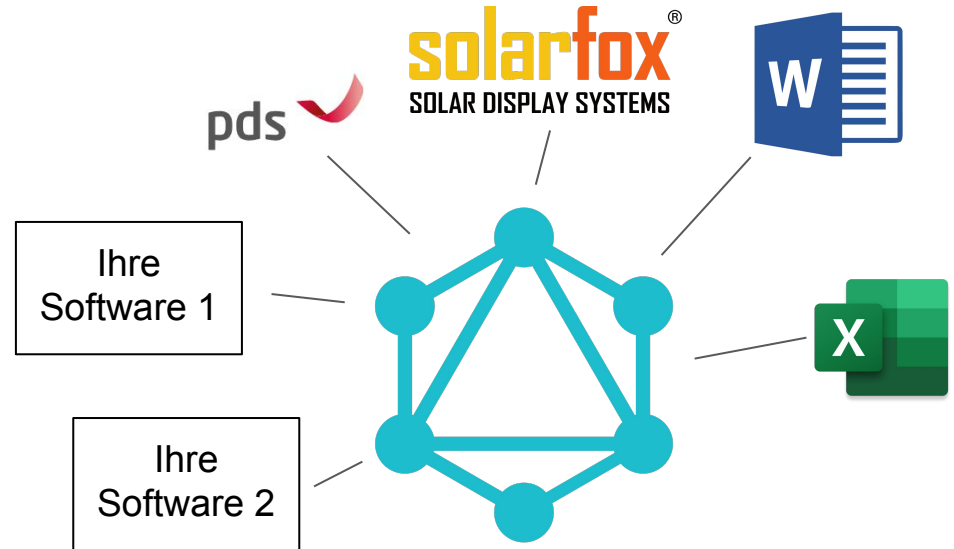 solarfox®
SOLAR DISPLAY SYSTEMS
pds
W
Ihre
Software 1
X
Ihre
Software 2